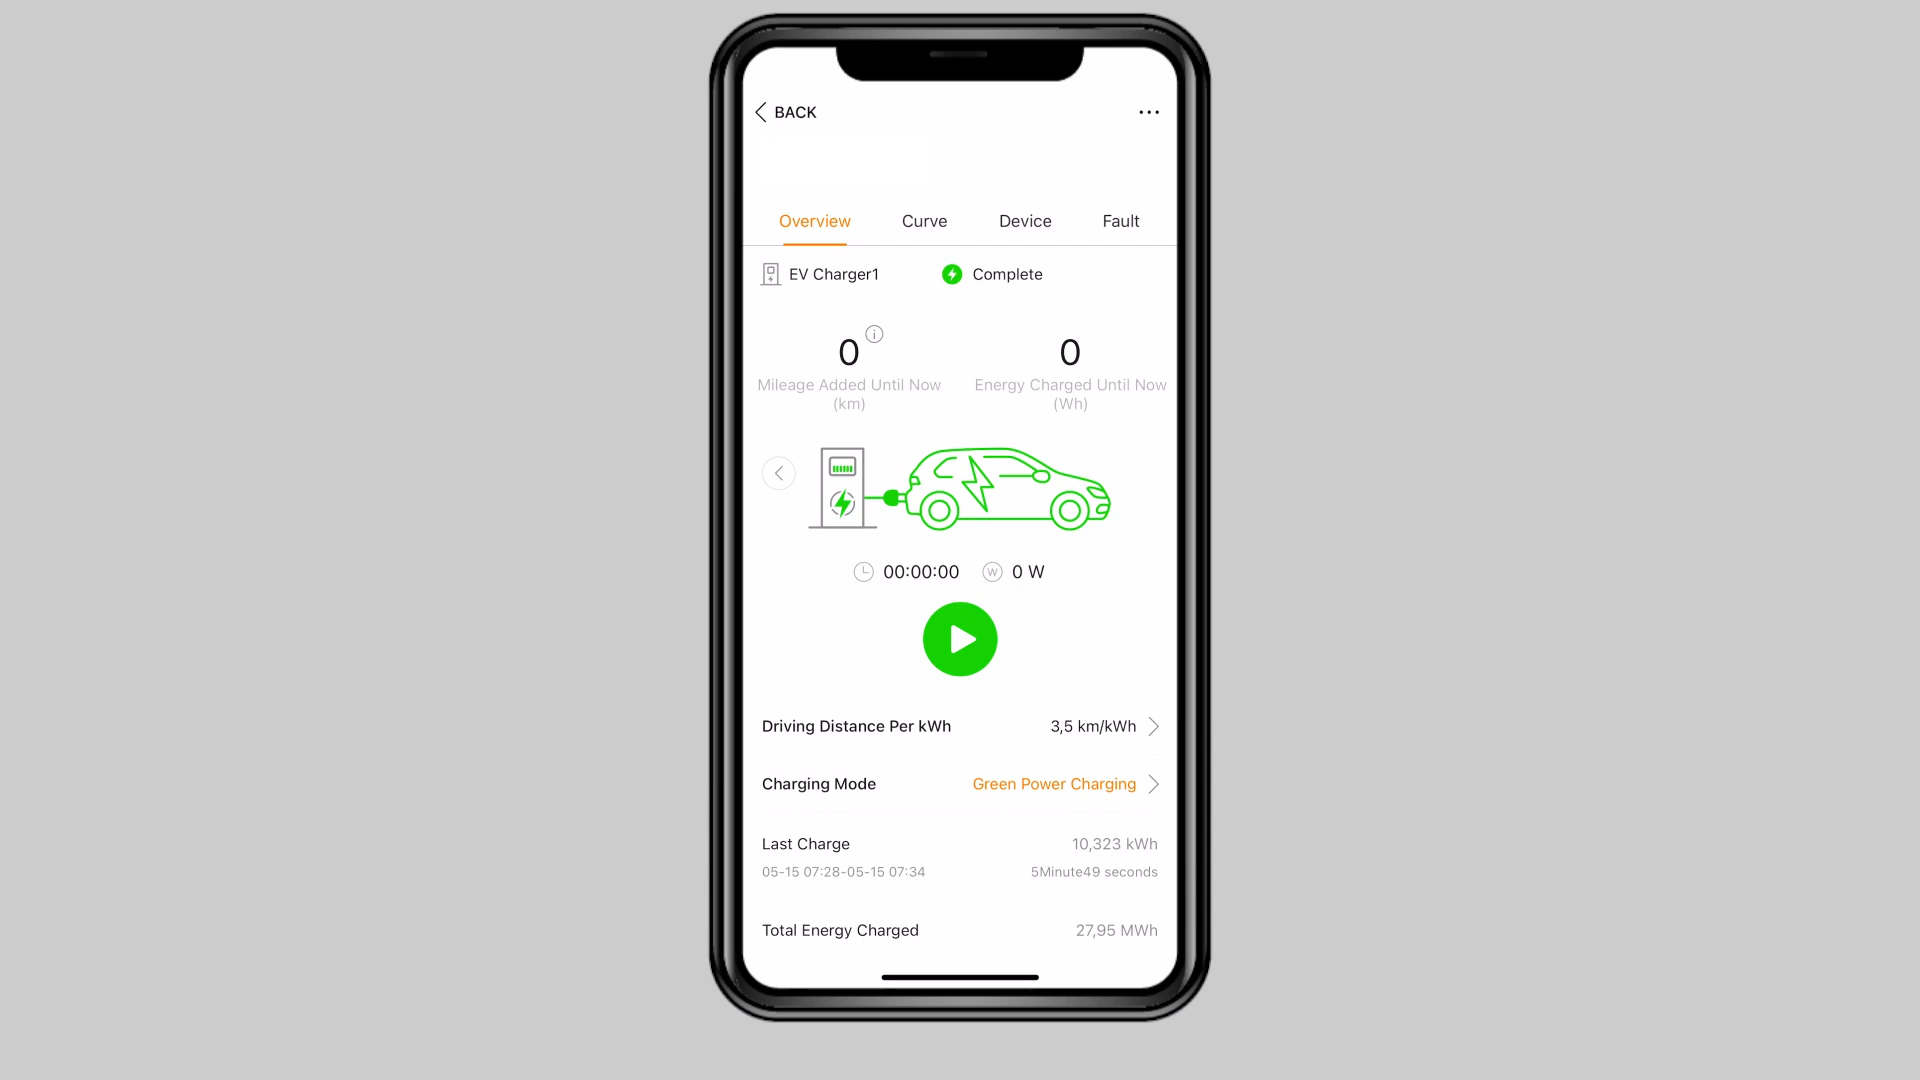 BACK
Overview Curve Device Fault
EV Charger1 Complete
0 0
Mileage Added Until Now Energy Charged Until Now
(km) (Wh)
00:00:00 W 0 W
Driving Distance Per kWh 3,5 km/kWh
Charging Mode Green Power Charging
Last Charge 10,323 kWh
05-15 07:28-05-15 07:34 5Minute49 seconds
Total Energy Charged 27,95 MWh